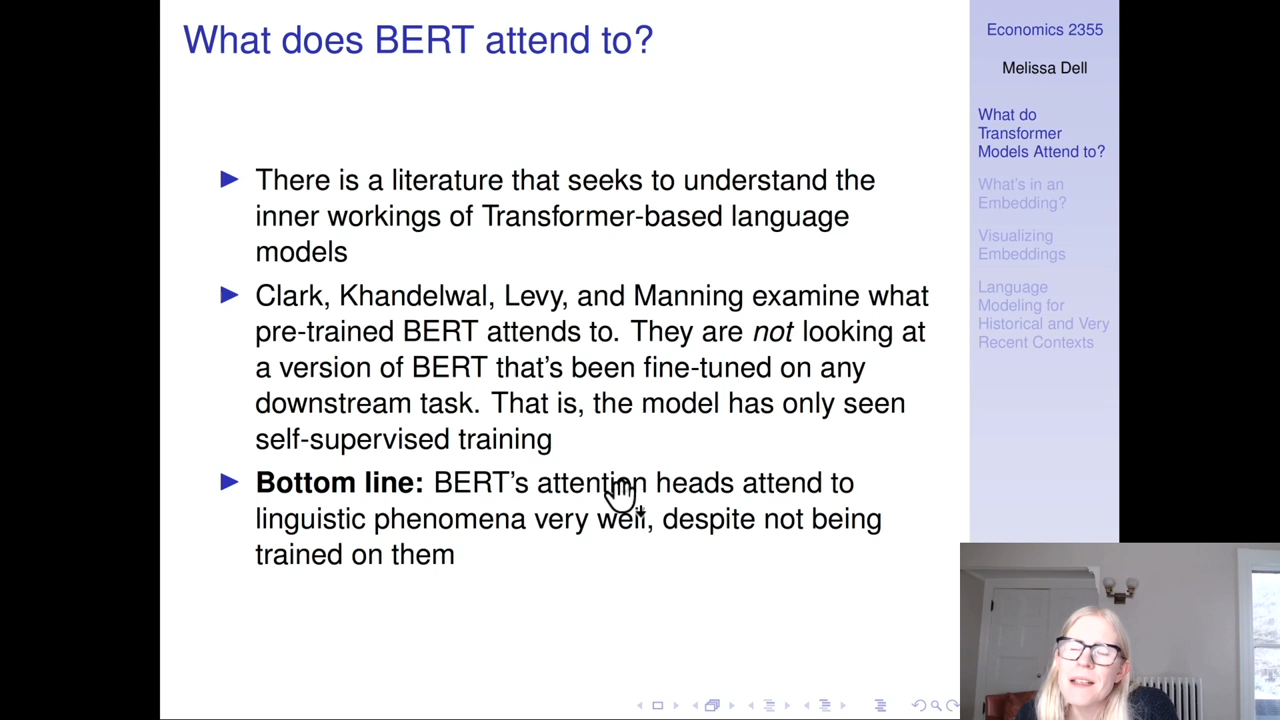 What does BERT attend to?
There is a literature that seeks to understand the
inner workings of Transformer-based language
models
Clark, Khandelwal, Levy, and Manning examine what
pre-trained BERT attends to. They are not looking at
a version of BERT that's been fine-tuned on any
downstream task. That is, the model has only seen
self-supervised training
Bottom line: BERT's attention heads attend to
linguistic phenomena very well, despite not being
trained on them
Economics 2355
Melissa Dell
What do
Transformer
Models Attend to?
What's in an
Embedding?
Visualizing
Embeddings
Language
Modeling for
Historical and Very
Recent Contexts